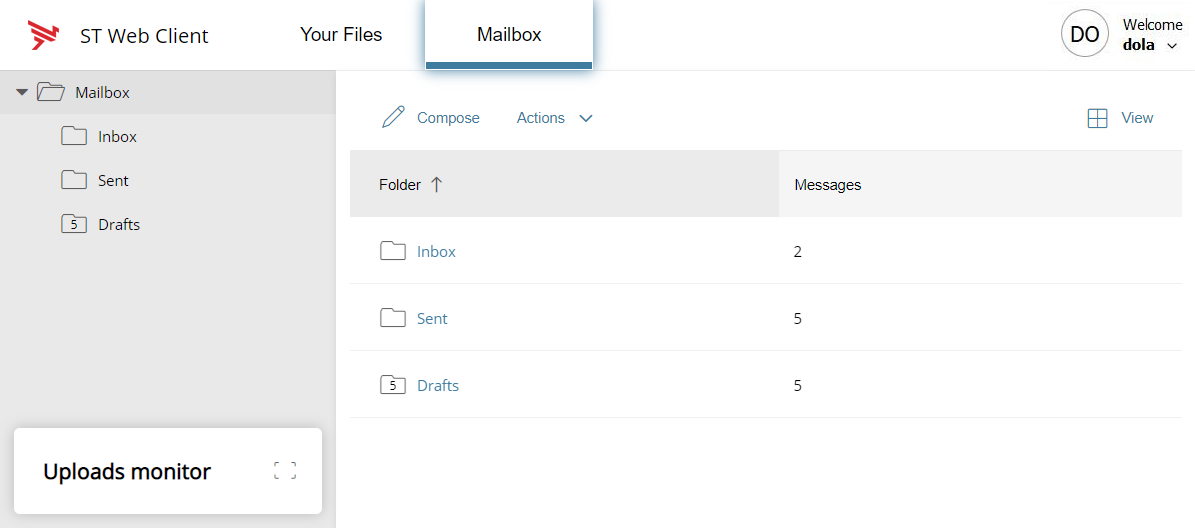 ST Web Client
Your Files
Mailbox
DO
Welcome
dola
Mailbox
Inbox
Sent
5 Drafts
Compose
Actions
View
Folder
Messages
Inbox 2
Sent 5
5 Drafts 5
Uploads monitor